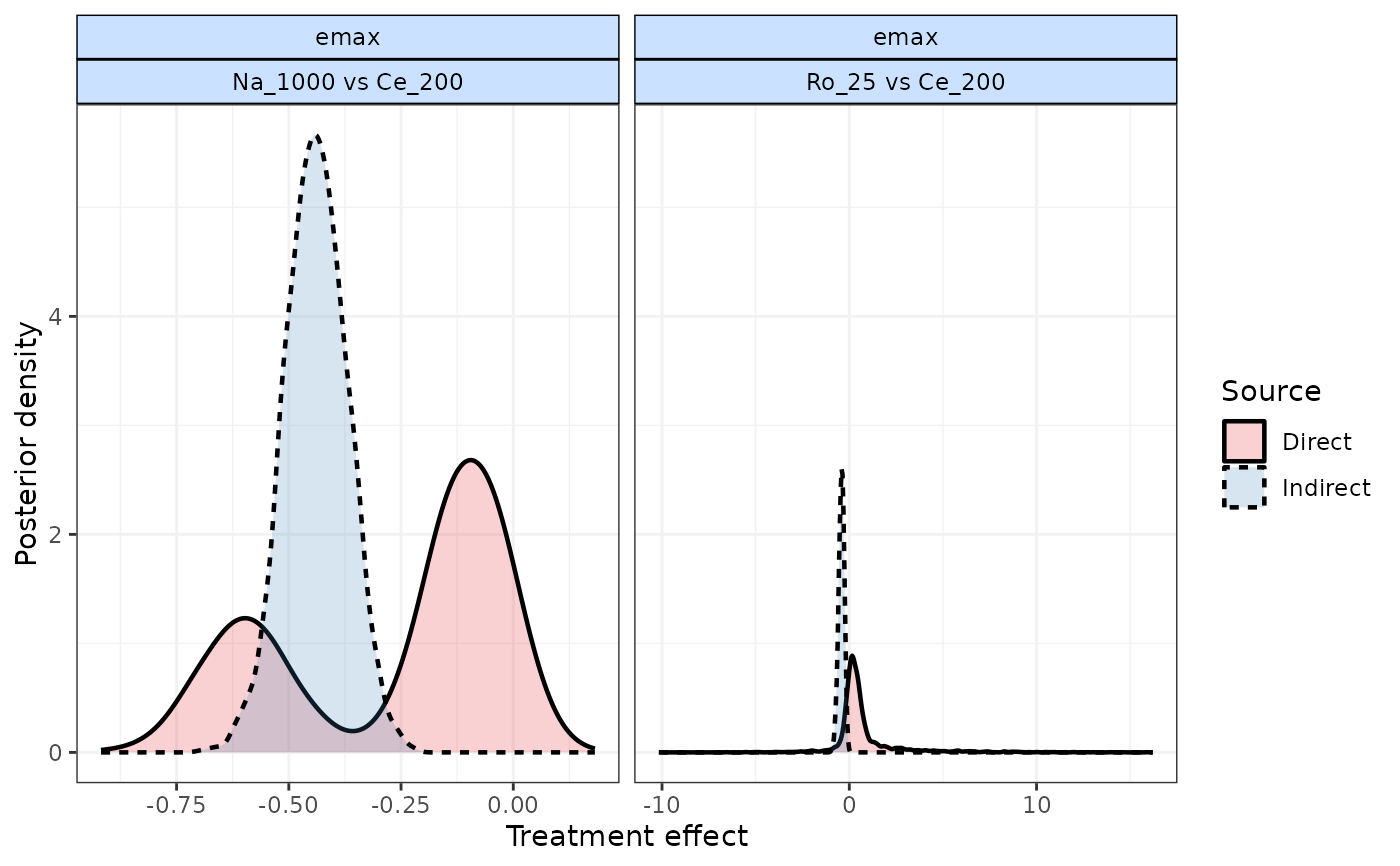 emax
emax
Na_1000 vs Ce_200
Ro_25 vs Ce_200
Posterior density
4
2
0
-0.75
-0.50
-0.25
0.00
-10
0
10
Treatment effect
Source
Direct
Indirect